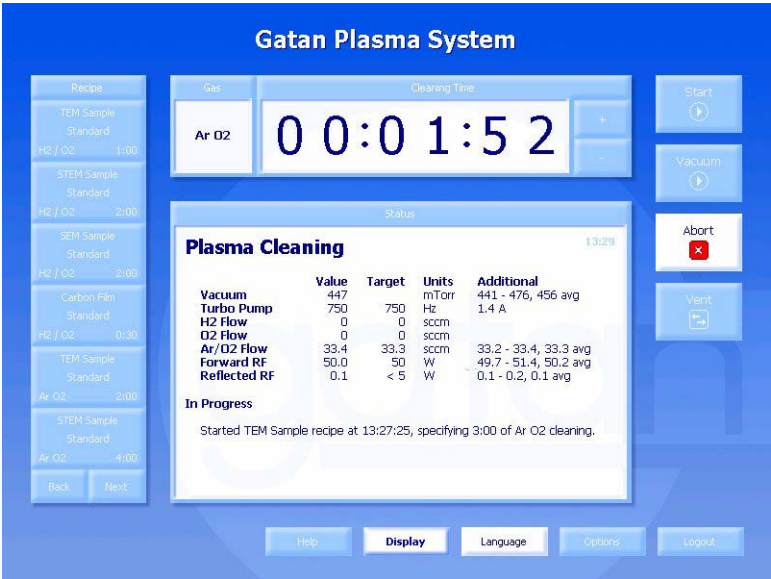 Gatan Plasma System
Recipe
TEM Sample
Standard
H2 / O2 1:00
STEM Sample
Standard
H2 / O2 2:00
SEM Sample
Standard
H2 / O2 2:00
Carbon Film
Standard
H2 / O2 0:30
TEM Sample
Standard
Ar O2 2:00
STEM Sample
Standard
Ar O2 4:00
Back Next
Gas Cleaning Time
Ar O2 00:01:52 +
-
Status
Plasma Cleaning 13:29
Value Target Units Additional
Vacuum 447 mTorr 441 - 476, 456 avg
Turbo Pump 750 750 Hz 1.4 A
H2 Flow 0 0 sccm
O2 Flow 0 0 sccm
Ar/O2 Flow 33.4 33.3 sccm 33.2 - 33.4, 33.3 avg
Forward RF 50.0 50 W 49.7 - 51.4, 50.2 avg
Reflected RF 0.1 < 5 W 0.1 - 0.2, 0.1 avg
In Progress
Started TEM Sample recipe at 13:27:25, specifying 3:00 of Ar O2 cleaning.
Start
Vacuum
Abort
Vent
Help Display Language Options Logout
gatan